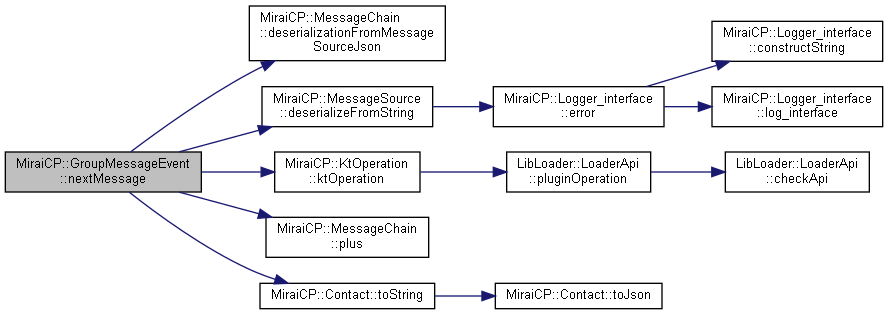 MiraiCP::GroupMessageEvent
::nextMessage
MiraiCP::MessageChain
::deserializationFromMessage
SourceJson
MiraiCP::MessageSource
::deserializeFromString
MiraiCP::KtOperation
::ktOperation
MiraiCP::MessageChain
::plus
MiraiCP::Contact::toString
MiraiCP::Logger_interface
::error
LibLoader::LoaderApi
::pluginOperation
MiraiCP::Contact::toJson
MiraiCP::Logger_interface
::constructString
MiraiCP::Logger_interface
::log_interface
LibLoader::LoaderApi
::checkApi